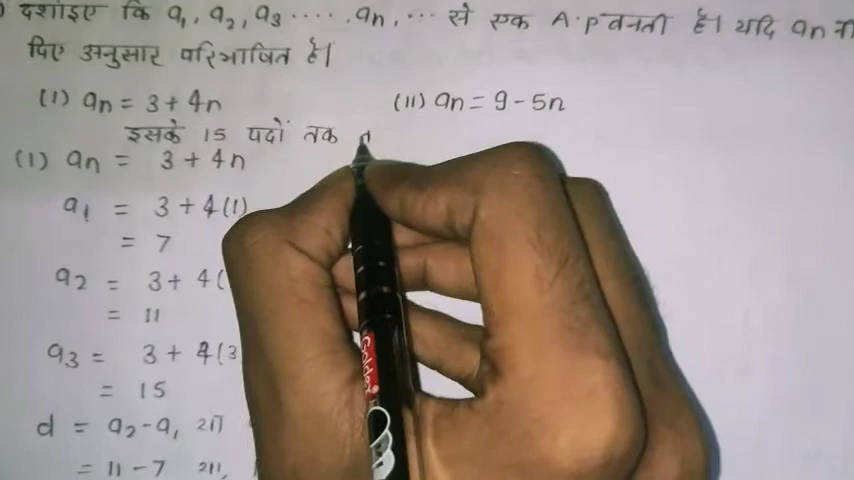 दर्शाइए कि a₁, a₂, a₃ ..... .an, ... से एक A.P बनती है। यदि an नी
दिए अनुसार परिभाषित है।
(I) an = 3 + 4n (II) an = 9 - 5n
इसके 15 पदों तक
(I) an = 3 + 4n
a₁ = 3 + 4(1)
= 7
a₂ = 3 + 4(
= 11
a₃ = 3 + 4(3
= 15
d = a₂ - a₁ या
= 11 - 7 या,
Goldex